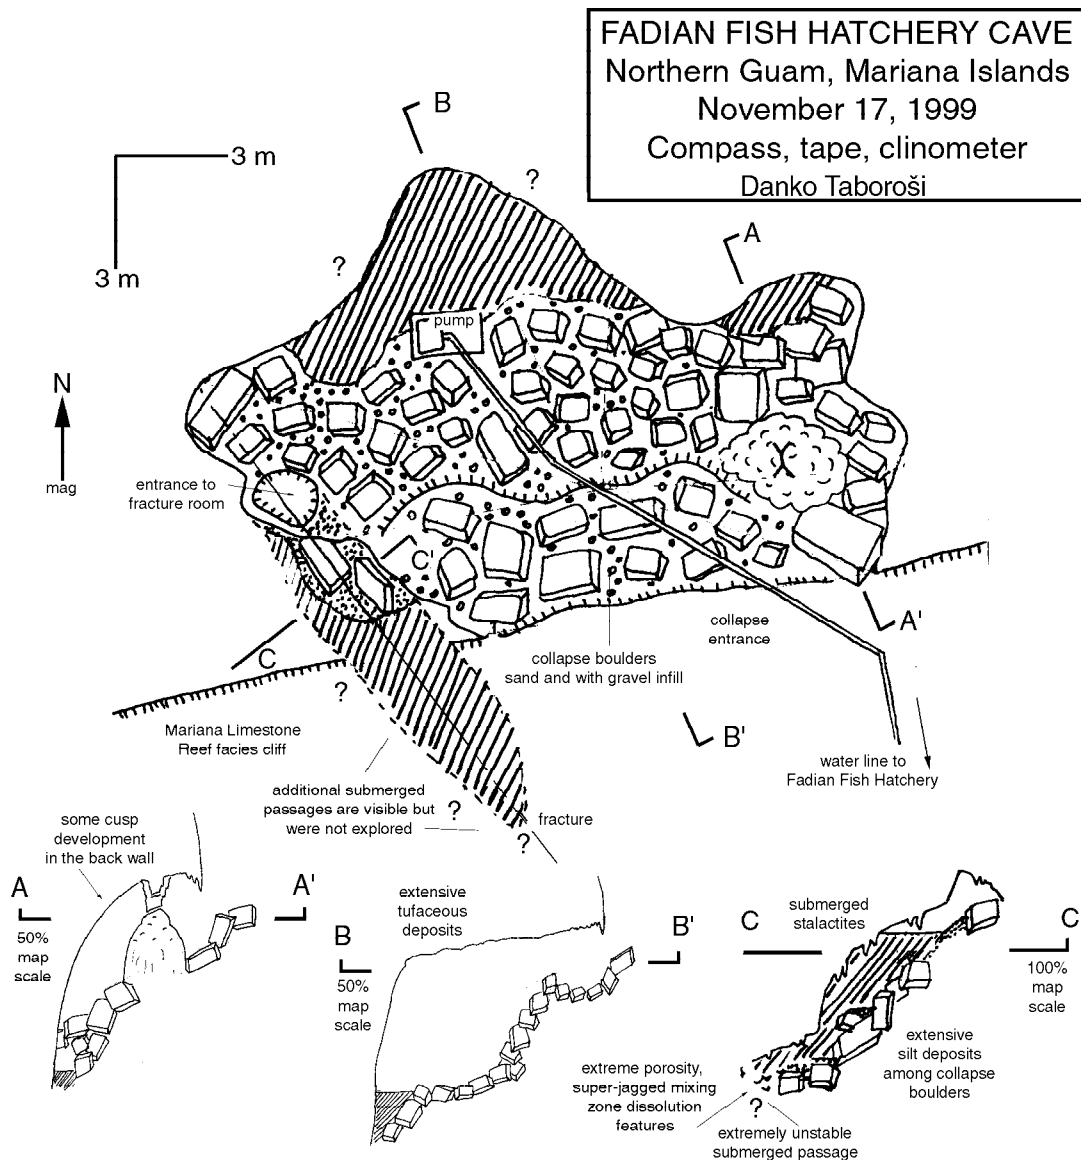 FADIAN FISH HATCHERY CAVE
Northern Guam, Mariana Islands
November 17, 1999
Compass, tape, clinometer
Danko Taboroši
B
3 m
3 m
?
?
A
pump
N
mag
entrance to
fracture room
C'
C
A'
collapse
entrance
collapse boulders
sand and with gravel infill
?
B'
Mariana Limestone
Reef facies cliff
water line to
Fadian Fish Hatchery
additional submerged
passages are visible but
were not explored
?
?
fracture
some cusp
development
in the back wall
A
A'
50%
map
scale
extensive
tufaceous
deposits
B
B'
50%
map
scale
submerged
stalactites
C
C
100%
map
scale
extensive
silt deposits
among collapse
boulders
extreme porosity,
super-jagged mixing
zone dissolution
features
?
extremely unstable
submerged passage